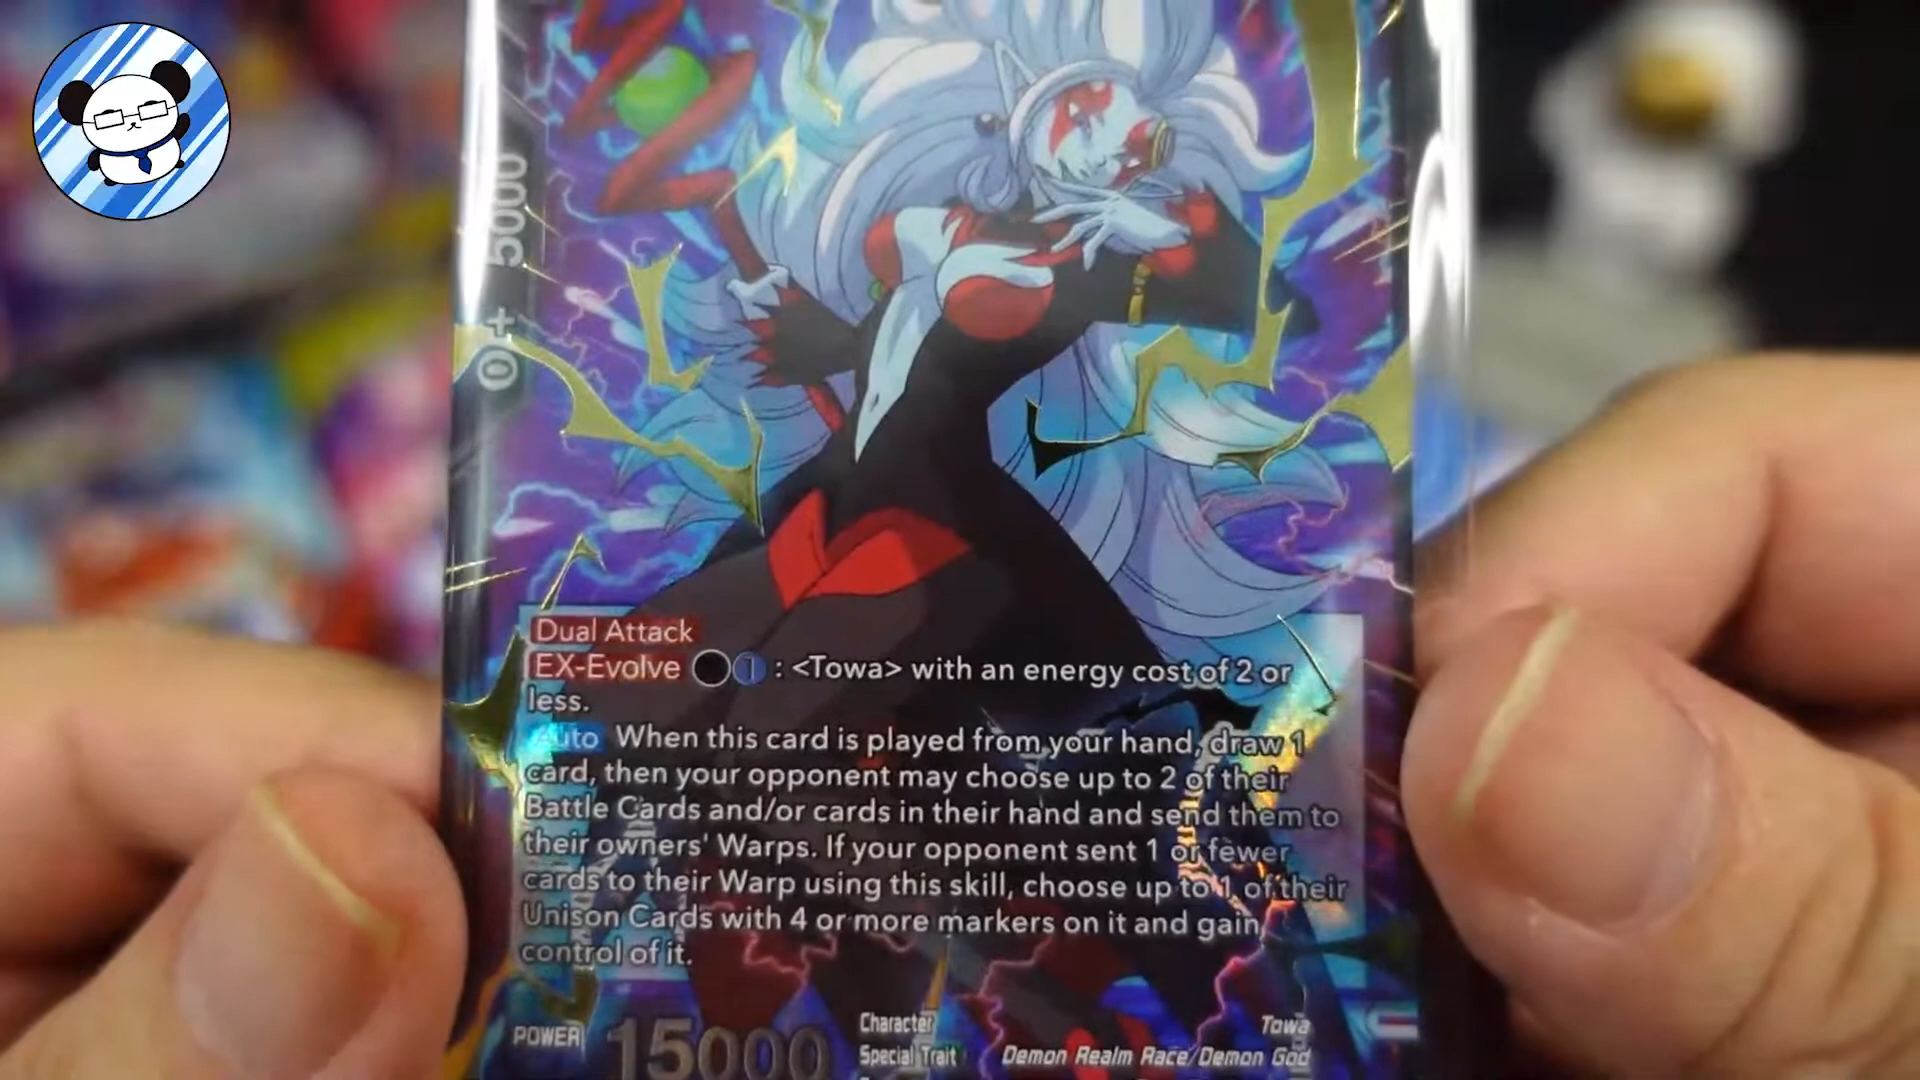 0+ 5000
Dual Attack
EX-Evolve 1 : <Towa> with an energy cost of 2 or
less.
Auto When this card is played from your hand, draw 1
card, then your opponent may choose up to 2 of their
Battle Cards and/or cards in their hand and send them to
their owners' Warps. If your opponent sent 1 or fewer
cards to their Warp using this skill, choose up to 1 of their
Unison Cards with 4 or more markers on it and gain
control of it.
POWER 15000
Character Towa
Special Trait Demon Realm Race/Demon God